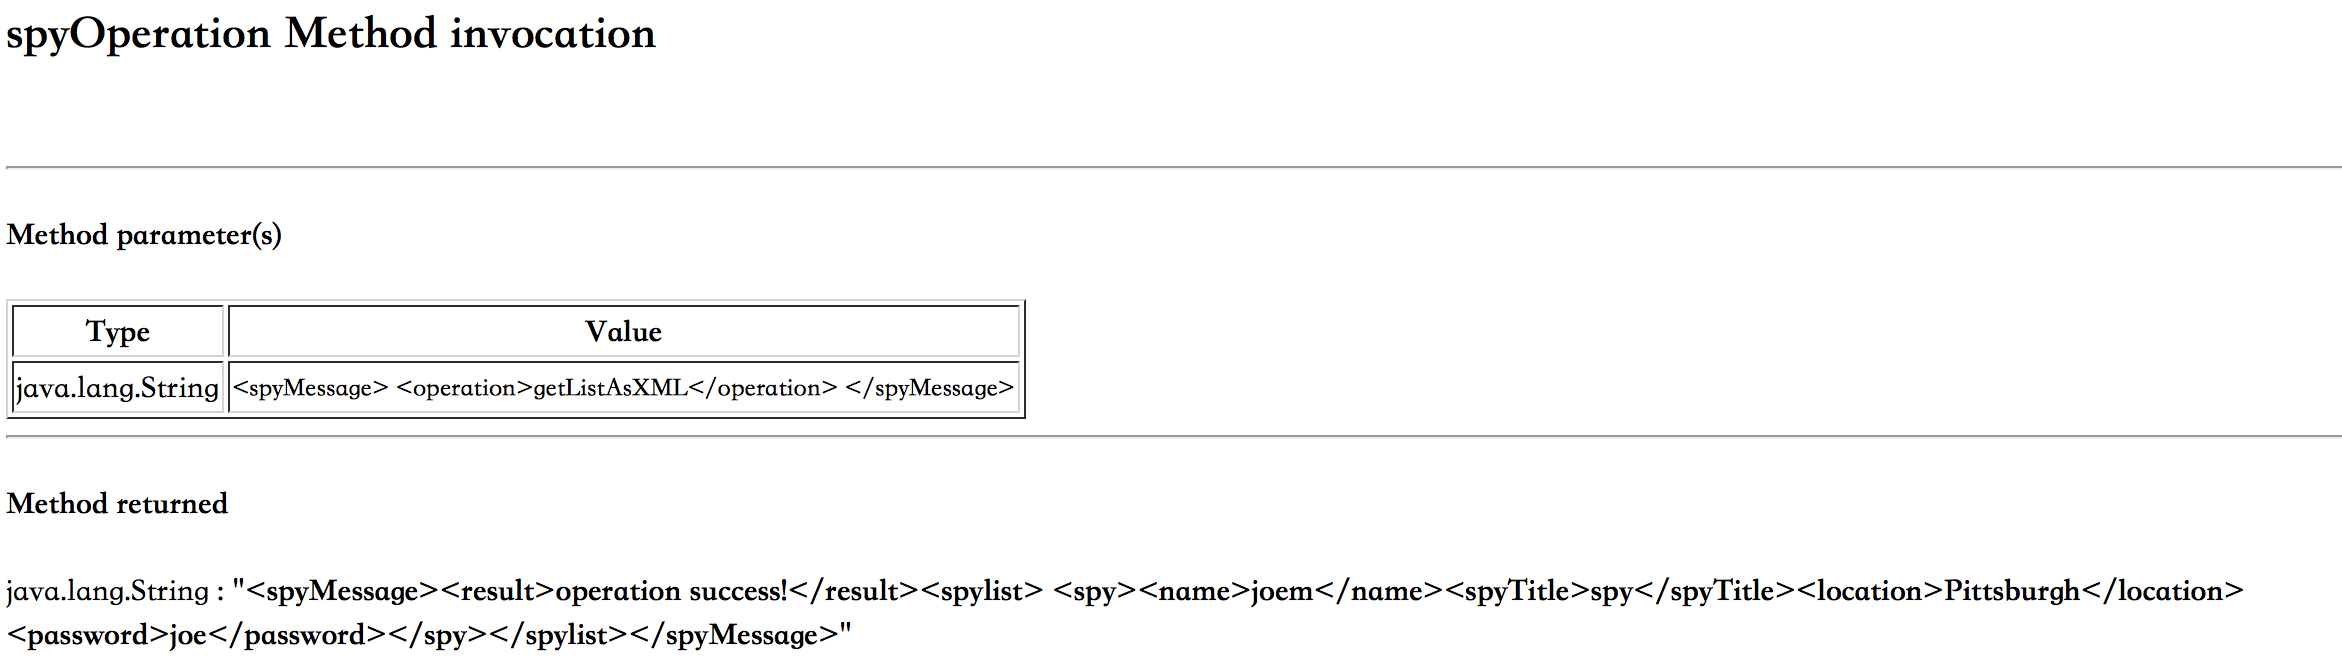 spyOperation Method invocation
Method parameter(s)
Type Value
java.lang.String <spyMessage> <operation>getListAsXML</operation> </spyMessage>
Method returned
java.lang.String : "<spyMessage><result>operation success!</result><spylist> <spy><name>joem</name><spyTitle>spy</spyTitle><location>Pittsburgh</location>
<password>joe</password></spy></spylist></spyMessage>"